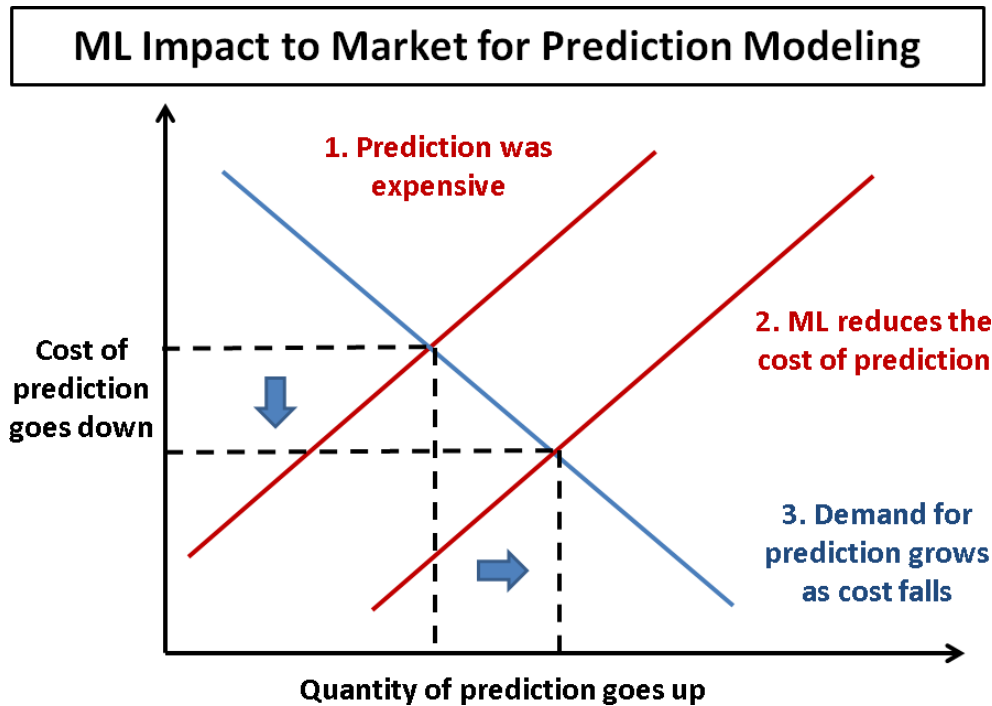 ML Impact to Market for Prediction Modeling
1. Prediction was
expensive
2. ML reduces the
cost of prediction
Cost of
prediction
goes down
3. Demand for
prediction grows
as cost falls
Quantity of prediction goes up